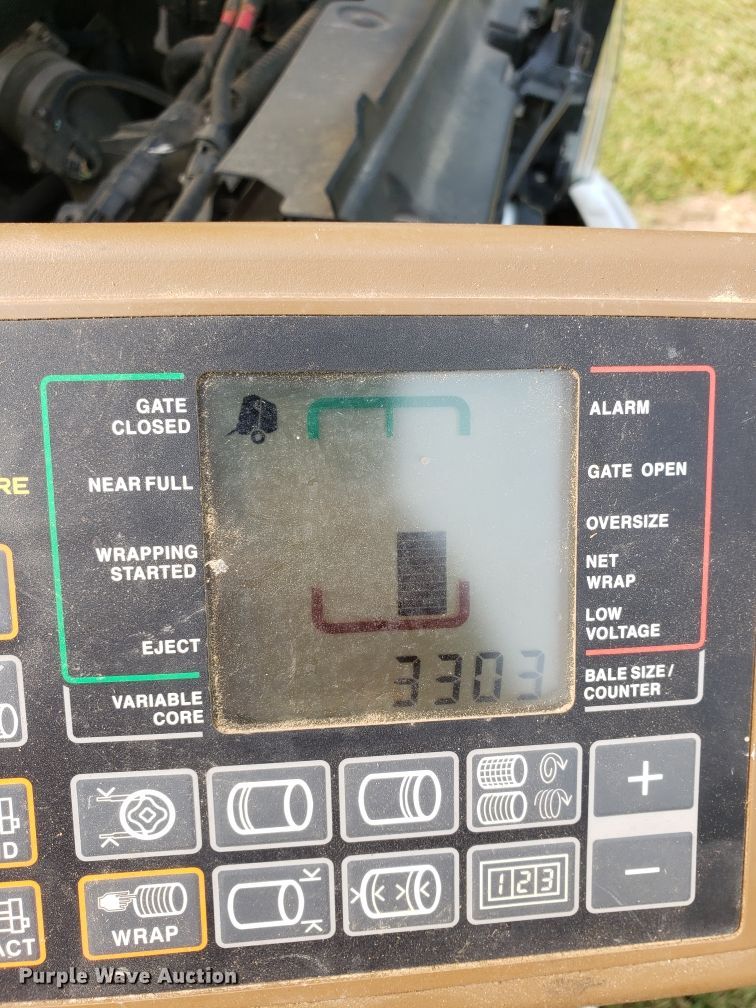 GATE
CLOSED
NEAR FULL
WRAPPING
STARTED
EJECT
VARIABLE
CORE
ALARM
GATE OPEN
OVERSIZE
NET
WRAP
LOW
VOLTAGE
BALE SIZE /
COUNTER
3303
RE
+
123
−
WRAP
D
ACT
Purple Wave Auction